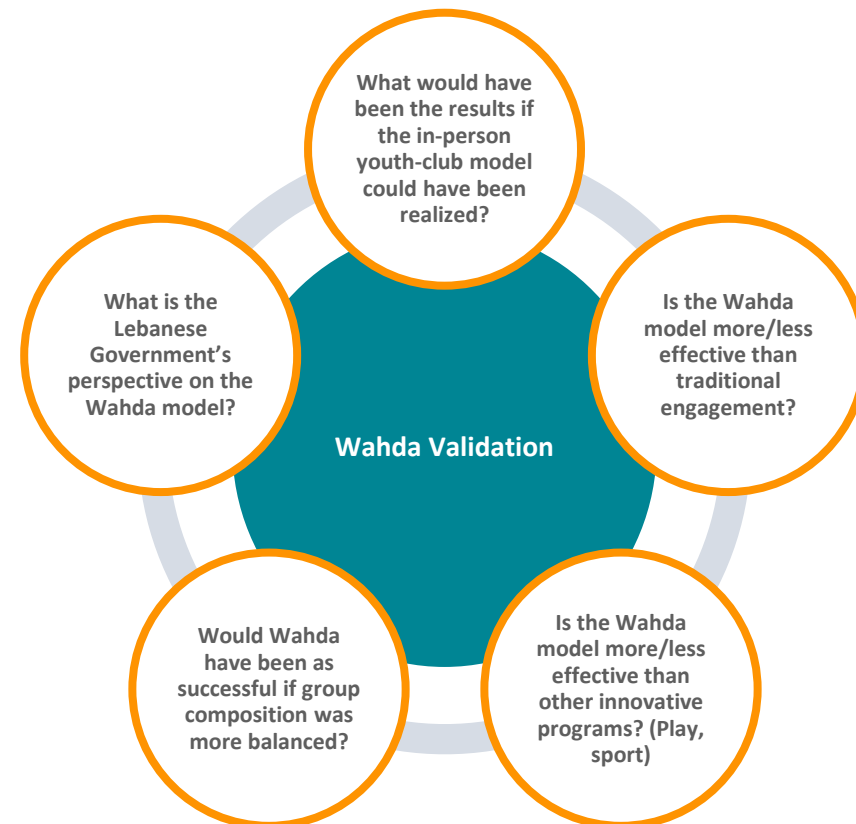 What would have
been the results if
the in-person
youth-club model
could have been
realized?
Is the Wahda
model more/less
effective than
traditional
engagement?
Is the Wahda
model more/less
effective than
other innovative
programs? (Play,
sport)
Would Wahda
have been as
successful if group
composition was
more balanced?
What is the
Lebanese
Government’s
perspective on the
Wahda model?
Wahda Validation